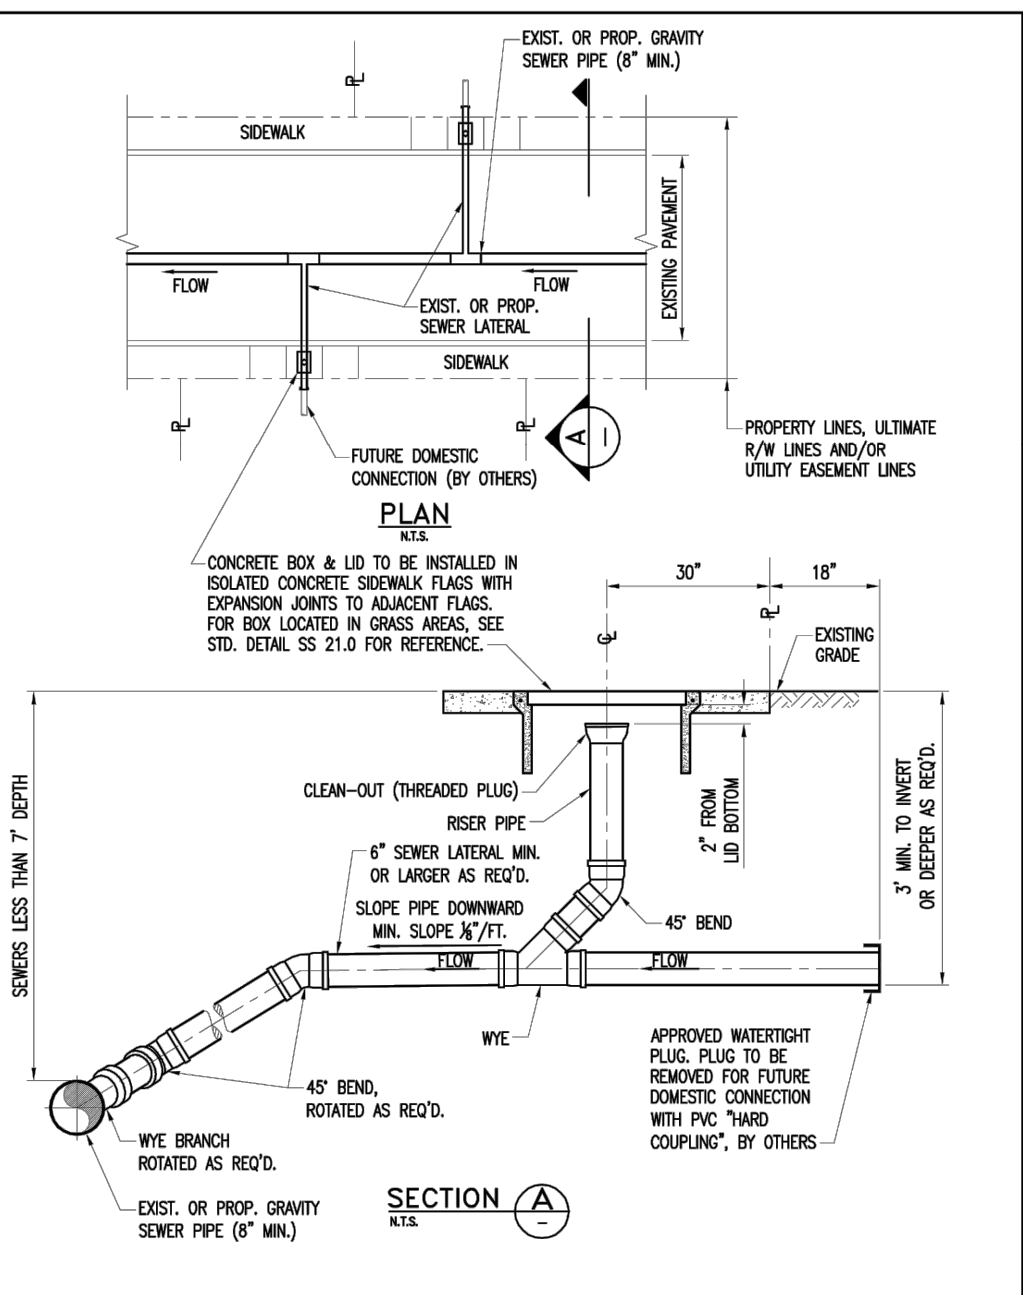 EXIST. OR PROP. GRAVITY
SEWER PIPE (8" MIN.)
PL
SIDEWALK
EXISTING PAVEMENT
FLOW
FLOW
EXIST. OR PROP.
SEWER LATERAL
SIDEWALK
PL
PL
A
–
PROPERTY LINES, ULTIMATE
R/W LINES AND/OR
UTILITY EASEMENT LINES
FUTURE DOMESTIC
CONNECTION (BY OTHERS)
PLAN
N.T.S.
CONCRETE BOX & LID TO BE INSTALLED IN
ISOLATED CONCRETE SIDEWALK FLAGS WITH
EXPANSION JOINTS TO ADJACENT FLAGS.
FOR BOX LOCATED IN GRASS AREAS, SEE
STD. DETAIL SS 21.0 FOR REFERENCE.
30"
18"
CL
PL
EXISTING
GRADE
SEWERS LESS THAN 7' DEPTH
CLEAN-OUT (THREADED PLUG)
RISER PIPE
2" FROM
LID BOTTOM
3' MIN. TO INVERT
OR DEEPER AS REQ'D.
6" SEWER LATERAL MIN.
OR LARGER AS REQ'D.
SLOPE PIPE DOWNWARD
MIN. SLOPE ⅛"/FT.
45° BEND
FLOW
FLOW
WYE
APPROVED WATERTIGHT
PLUG. PLUG TO BE
REMOVED FOR FUTURE
DOMESTIC CONNECTION
WITH PVC "HARD
COUPLING", BY OTHERS
45° BEND,
ROTATED AS REQ'D.
WYE BRANCH
ROTATED AS REQ'D.
EXIST. OR PROP. GRAVITY
SEWER PIPE (8" MIN.)
SECTION A
N.T.S. –